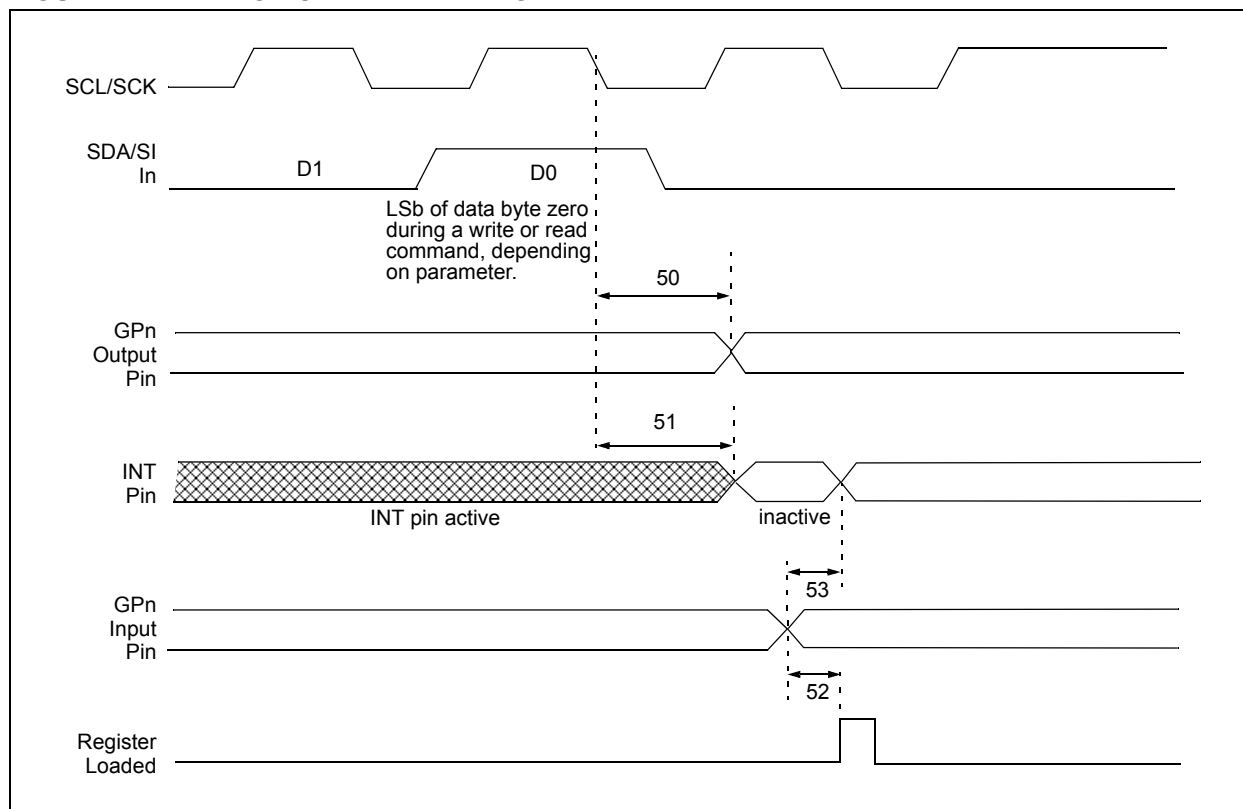 SCL/SCK
SDA/SI
In
D1
D0
LSb of data byte zero
during a write or read
command, depending
on parameter.
50
GPn
Output
Pin
51
INT
Pin
INT pin active
inactive
53
GPn
Input
Pin
52
Register
Loaded